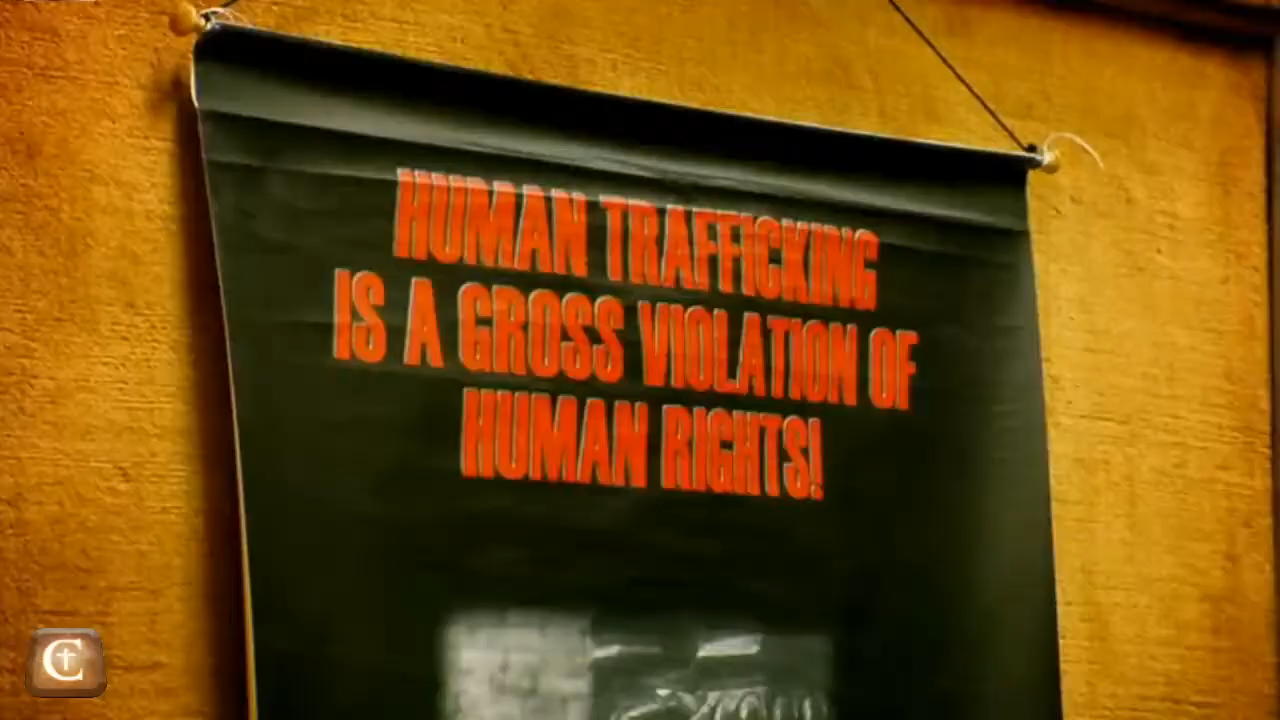 HUMAN TRAFFICKING
IS A GROSS VIOLATION OF
HUMAN RIGHTS!
C